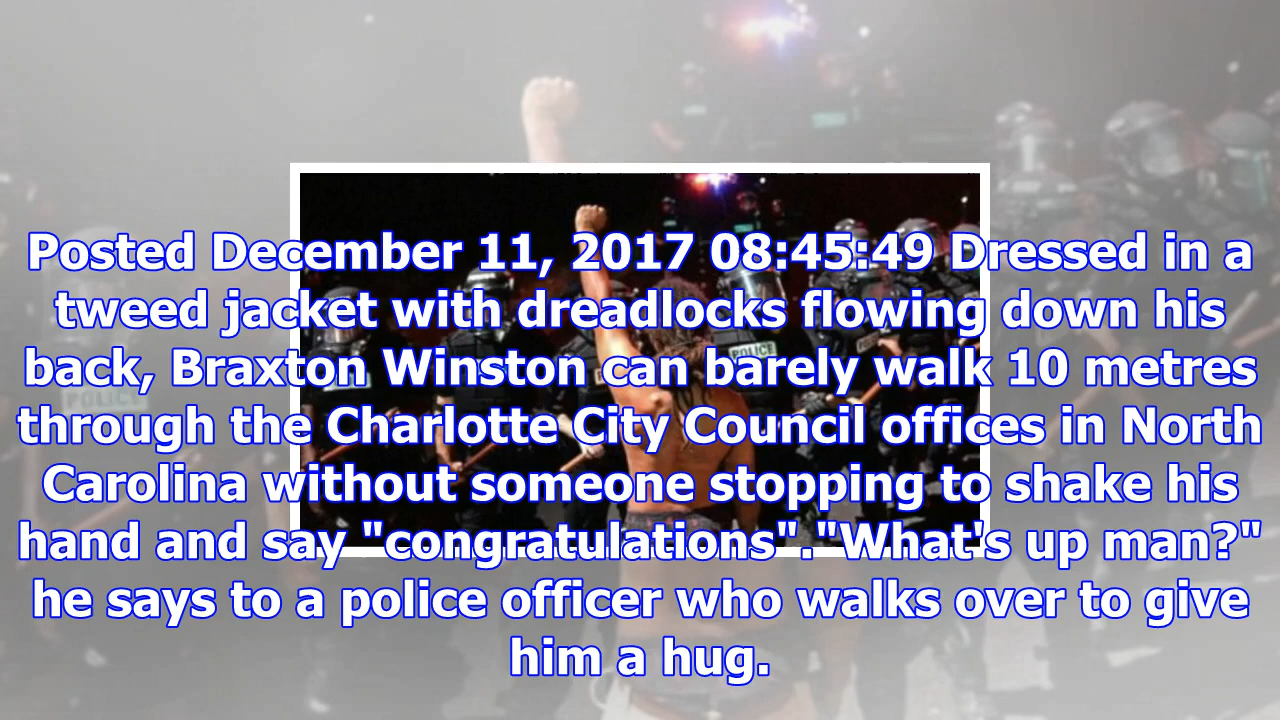 Posted December 11, 2017 08:45:49 Dressed in a
tweed jacket with dreadlocks flowing down his
back, Braxton Winston can barely walk 10 metres
through the Charlotte City Council offices in North
Carolina without someone stopping to shake his
hand and say "congratulations"."What's up man?"
he says to a police officer who walks over to give
him a hug.
POLICE
POLICE